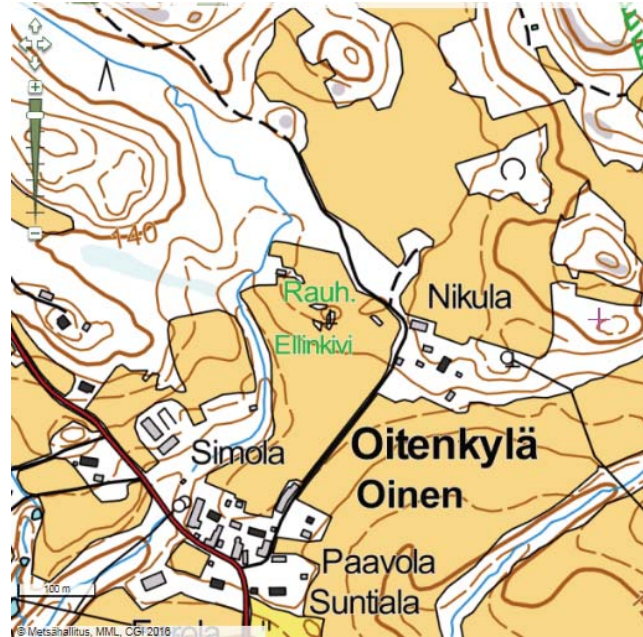 140
Rauh.
Nikula
Ellinkivi
Simola
Oitenkylä
Oinen
Paavola
Suntiala
100 m
© Metsähallitus, MML, CGI 2016